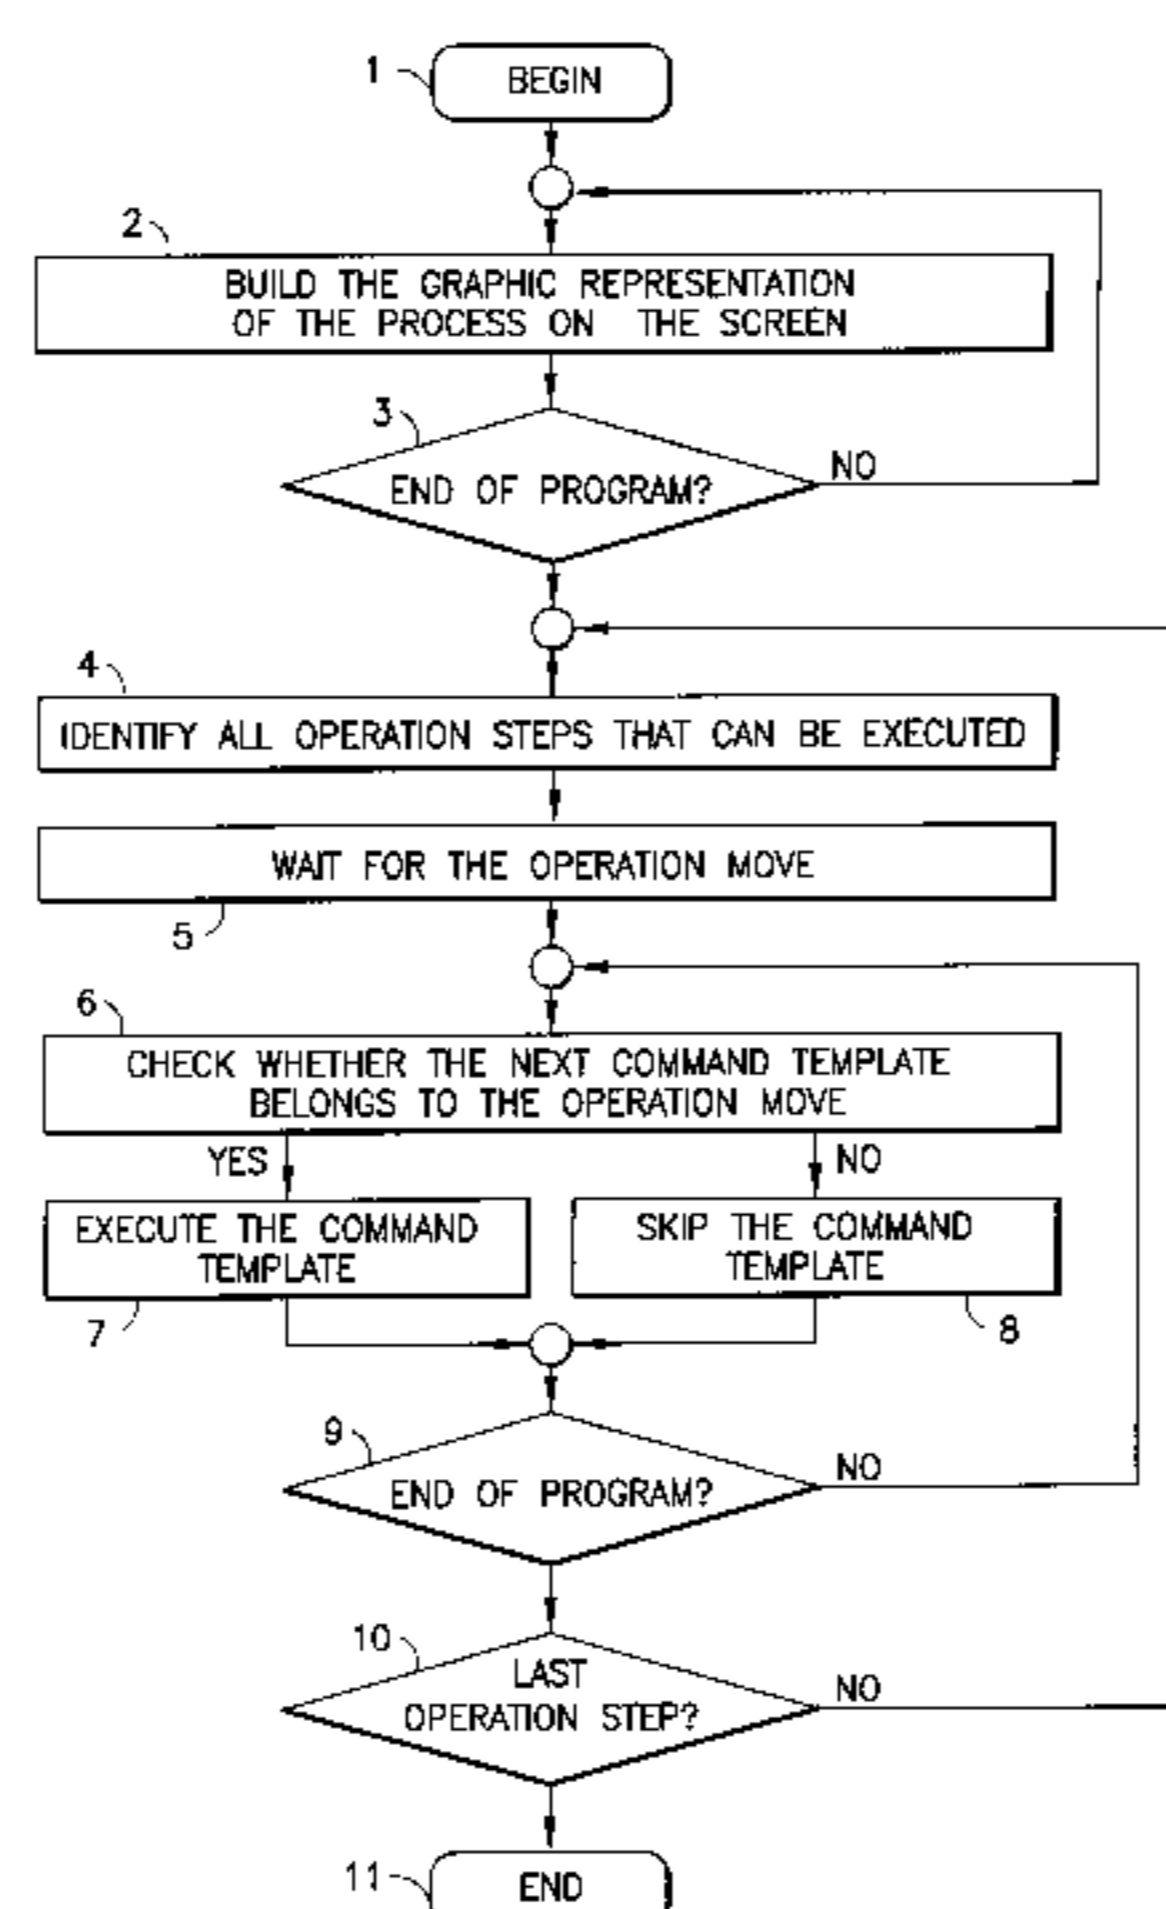 1
BEGIN
2
BUILD THE GRAPHIC REPRESENTATION
OF THE PROCESS ON THE SCREEN
3
END OF PROGRAM?
NO
4
IDENTIFY ALL OPERATION STEPS THAT CAN BE EXECUTED
WAIT FOR THE OPERATION MOVE
5
6
CHECK WHETHER THE NEXT COMMAND TEMPLATE
BELONGS TO THE OPERATION MOVE
YES
NO
EXECUTE THE COMMAND
TEMPLATE
SKIP THE COMMAND
TEMPLATE
7
8
9
END OF PROGRAM?
NO
10
LAST
OPERATION STEP?
NO
11
END